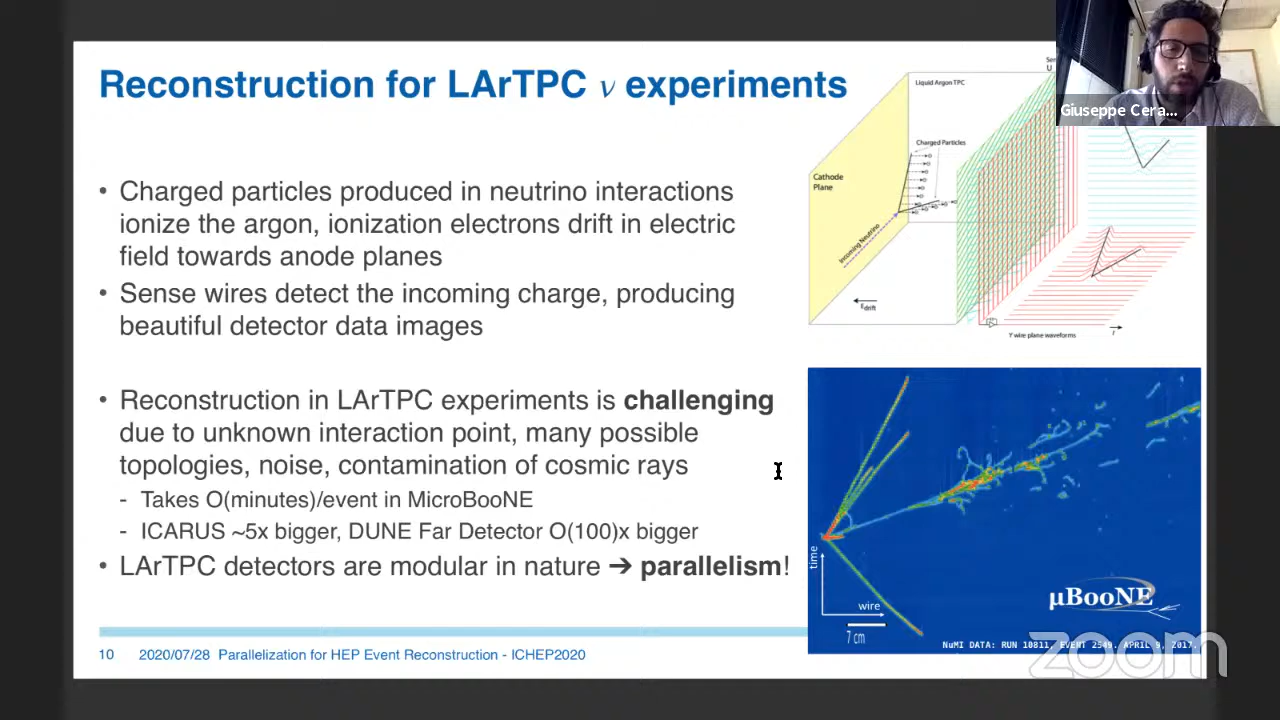 Reconstruction for LArTPC ν experiments
• Charged particles produced in neutrino interactions
ionize the argon, ionization electrons drift in electric
field towards anode planes
• Sense wires detect the incoming charge, producing
beautiful detector data images
• Reconstruction in LArTPC experiments is challenging
due to unknown interaction point, many possible
topologies, noise, contamination of cosmic rays
- Takes O(minutes)/event in MicroBooNE
- ICARUS ~5x bigger, DUNE Far Detector O(100)x bigger
• LArTPC detectors are modular in nature ➔ parallelism!
10 2020/07/28 Parallelization for HEP Event Reconstruction - ICHEP2020
Liquid Argon TPC
U
Charged Particles
Cathode
Plane
Incoming Neutrino
Edrift
Y wire plane waveforms
t
Giuseppe Cera...
time
wire
7 cm
μBooNE
NuMI DATA: RUN 10811, EVENT 2549. APRIL 9, 2017.
zoom